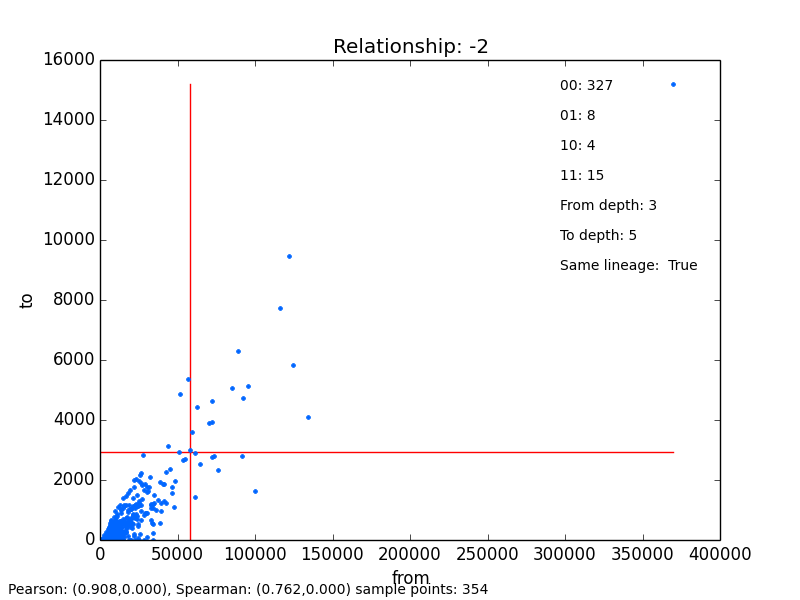 Relationship: -2
16000
14000
12000
10000
8000
6000
4000
2000
0
to
00: 327
01: 8
10: 4
11: 15
From depth: 3
To depth: 5
Same lineage:  True
0 50000 100000 150000 200000 250000 300000 350000 400000
from
Pearson: (0.908,0.000), Spearman: (0.762,0.000) sample points: 354